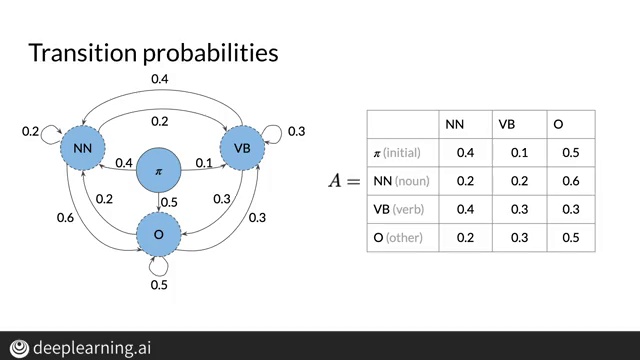 Transition probabilities
0.4
0.2
0.2
0.3
NN
VB
π
0.4
0.1
0.5
0.2
0.3
0.6
0.3
O
0.5
A =
NN VB O
π (initial) 0.4 0.1 0.5
NN (noun) 0.2 0.2 0.6
VB (verb) 0.4 0.3 0.3
O (other) 0.2 0.3 0.5
deeplearning.ai